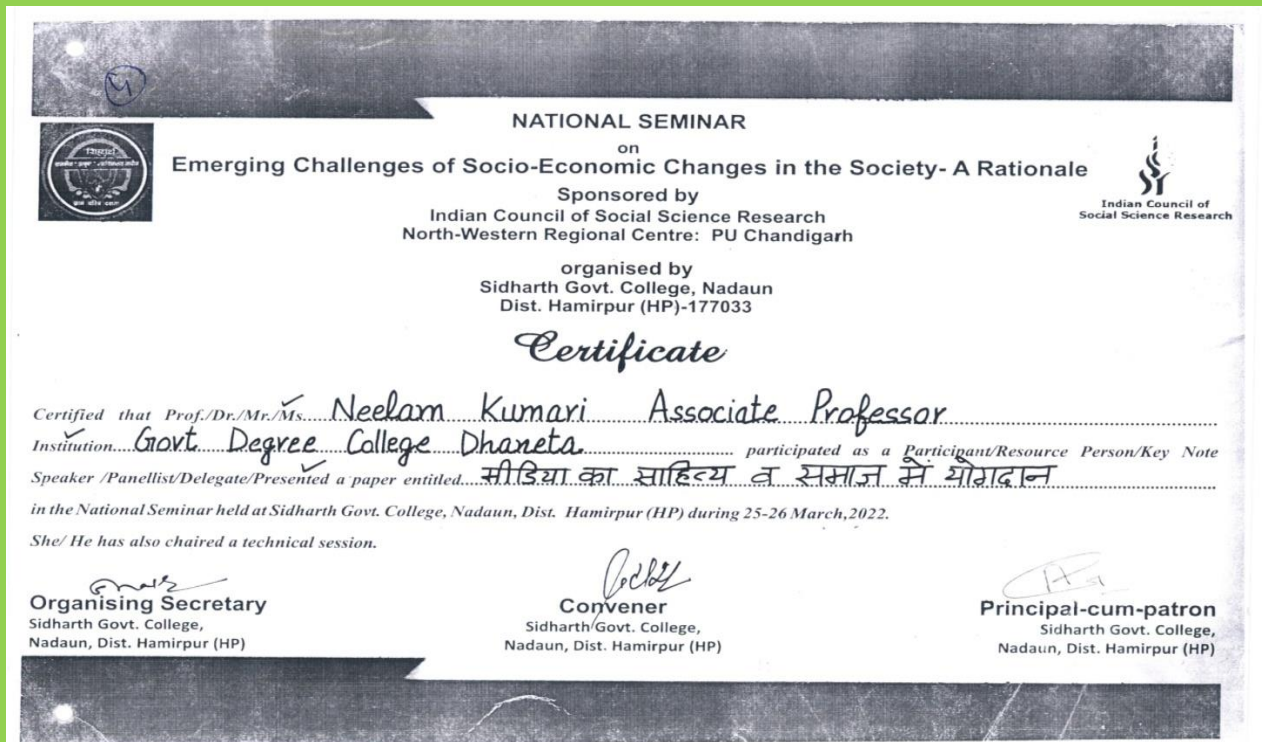 NATIONAL SEMINAR
on
Emerging Challenges of Socio-Economic Changes in the Society- A Rationale
Sponsored by
Indian Council of Social Science Research
North-Western Regional Centre: PU Chandigarh
Indian Council of
Social Science Research
organised by
Sidharth Govt. College, Nadaun
Dist. Hamirpur (HP)-177033
Certificate
Certified that Prof./Dr./Mr./Ms. Neelam Kumari Associate Professor
Institution Govt Degree College Dhaneta participated as a Participant/Resource Person/Key Note
Speaker /Panellist/Delegate/Presented a paper entitled मीडिया का साहित्य व समाज में योगदान
in the National Seminar held at Sidharth Govt. College, Nadaun, Dist. Hamirpur (HP) during 25-26 March,2022.
She/ He has also chaired a technical session.
Organising Secretary
Sidharth Govt. College,
Nadaun, Dist. Hamirpur (HP)
Convener
Sidharth Govt. College,
Nadaun, Dist. Hamirpur (HP)
Principal-cum-patron
Sidharth Govt. College,
Nadaun, Dist. Hamirpur (HP)